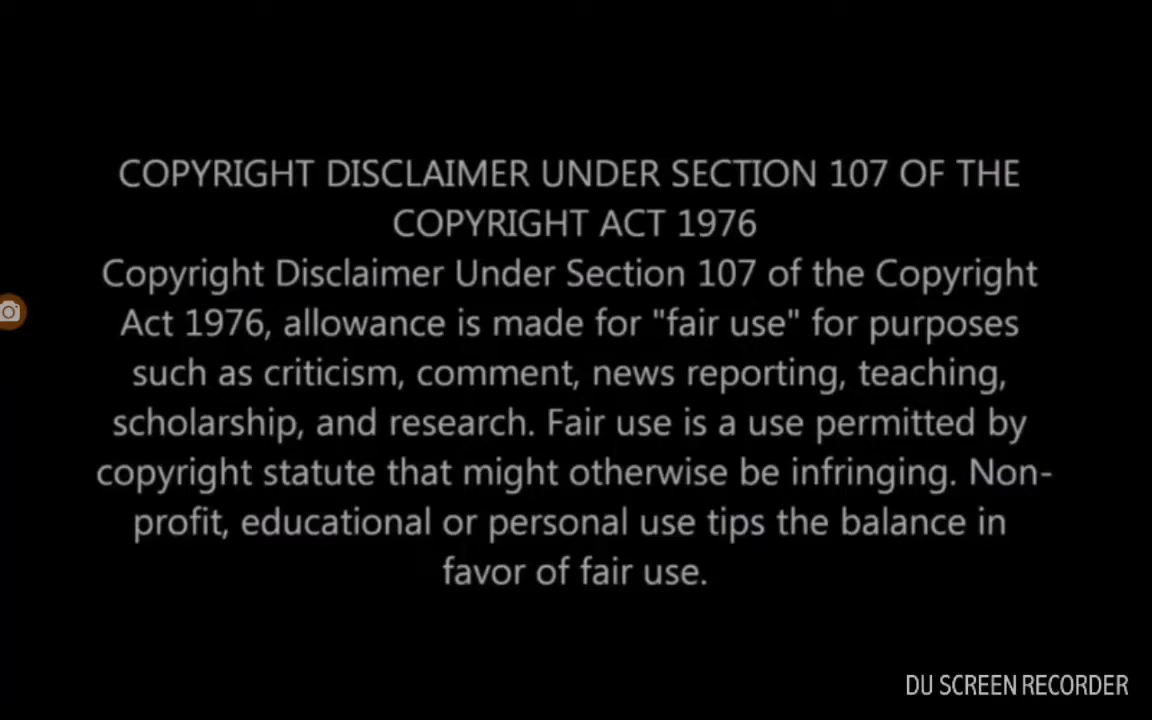 COPYRIGHT DISCLAIMER UNDER SECTION 107 OF THE
COPYRIGHT ACT 1976
Copyright Disclaimer Under Section 107 of the Copyright
Act 1976, allowance is made for "fair use" for purposes
such as criticism, comment, news reporting, teaching,
scholarship, and research. Fair use is a use permitted by
copyright statute that might otherwise be infringing. Non-
profit, educational or personal use tips the balance in
favor of fair use.
DU SCREEN RECORDER